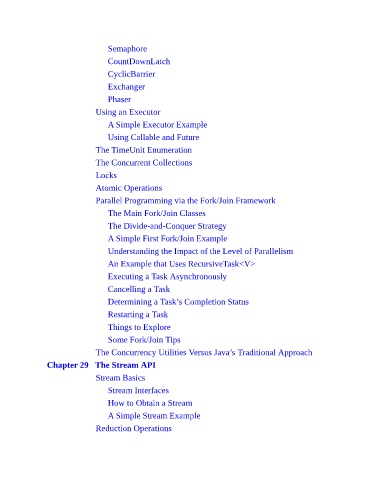 Semaphore
CountDownLatch
CyclicBarrier
Exchanger
Phaser
Using an Executor
A Simple Executor Example
Using Callable and Future
The TimeUnit Enumeration
The Concurrent Collections
Locks
Atomic Operations
Parallel Programming via the Fork/Join Framework
The Main Fork/Join Classes
The Divide-and-Conquer Strategy
A Simple First Fork/Join Example
Understanding the Impact of the Level of Parallelism
An Example that Uses RecursiveTask<V>
Executing a Task Asynchronously
Cancelling a Task
Determining a Task’s Completion Status
Restarting a Task
Things to Explore
Some Fork/Join Tips
The Concurrency Utilities Versus Java’s Traditional Approach
Chapter 29 The Stream API
Stream Basics
Stream Interfaces
How to Obtain a Stream
A Simple Stream Example
Reduction Operations